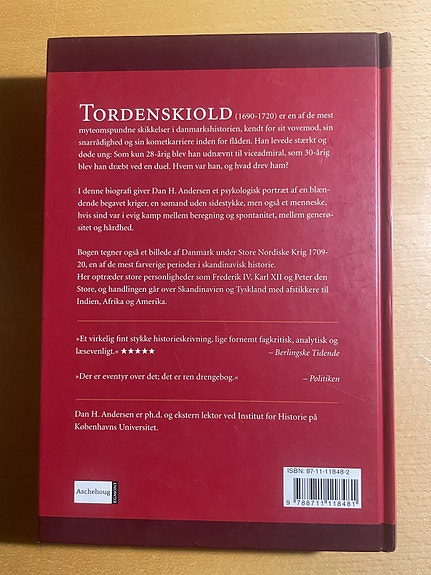 TORDENSKIOLD (1690-1720) er en af de mest
myteomspundne skikkelser i danmarkshistorien, kendt for sit vovemod, sin
snarrådighed og sin kometkarriere inden for flåden. Han levede stærkt og
døde ung: Som kun 28-årig blev han udnævnt til viceadmiral, som 30-årig
blev han dræbt ved en duel. Hvem var han, og hvad drev ham?
I denne biografi giver Dan H. Andersen et psykologisk portræt af en blæn-
dende begavet kriger, en sømand uden sidestykke, men også et menneske,
hvis sind var i evig kamp mellem beregning og spontanitet, mellem generø-
sitet og hårdhed.
Bogen tegner også et billede af Danmark under Store Nordiske Krig 1709-
20, en af de mest farverige perioder i skandinavisk historie.
Her optræder store personligheder som Frederik IV, Karl XII og Peter den
Store, og handlingen går over Skandinavien og Tyskland med afstikkere til
Indien, Afrika og Amerika.
»Et virkelig fint stykke historieskrivning, lige fornemt fagkritisk, analytisk og
læseværdigt.« ★★★★★ – Berlingske Tidende
»Der er eventyr over det; det er ren drengebog.« – Politiken
Dan H. Andersen er ph.d. og ekstern lektor ved Institut for Historie på
Københavns Universitet.
Aschehoug
EGMONT
ISBN: 87-11-11848-2
9 788711 118481